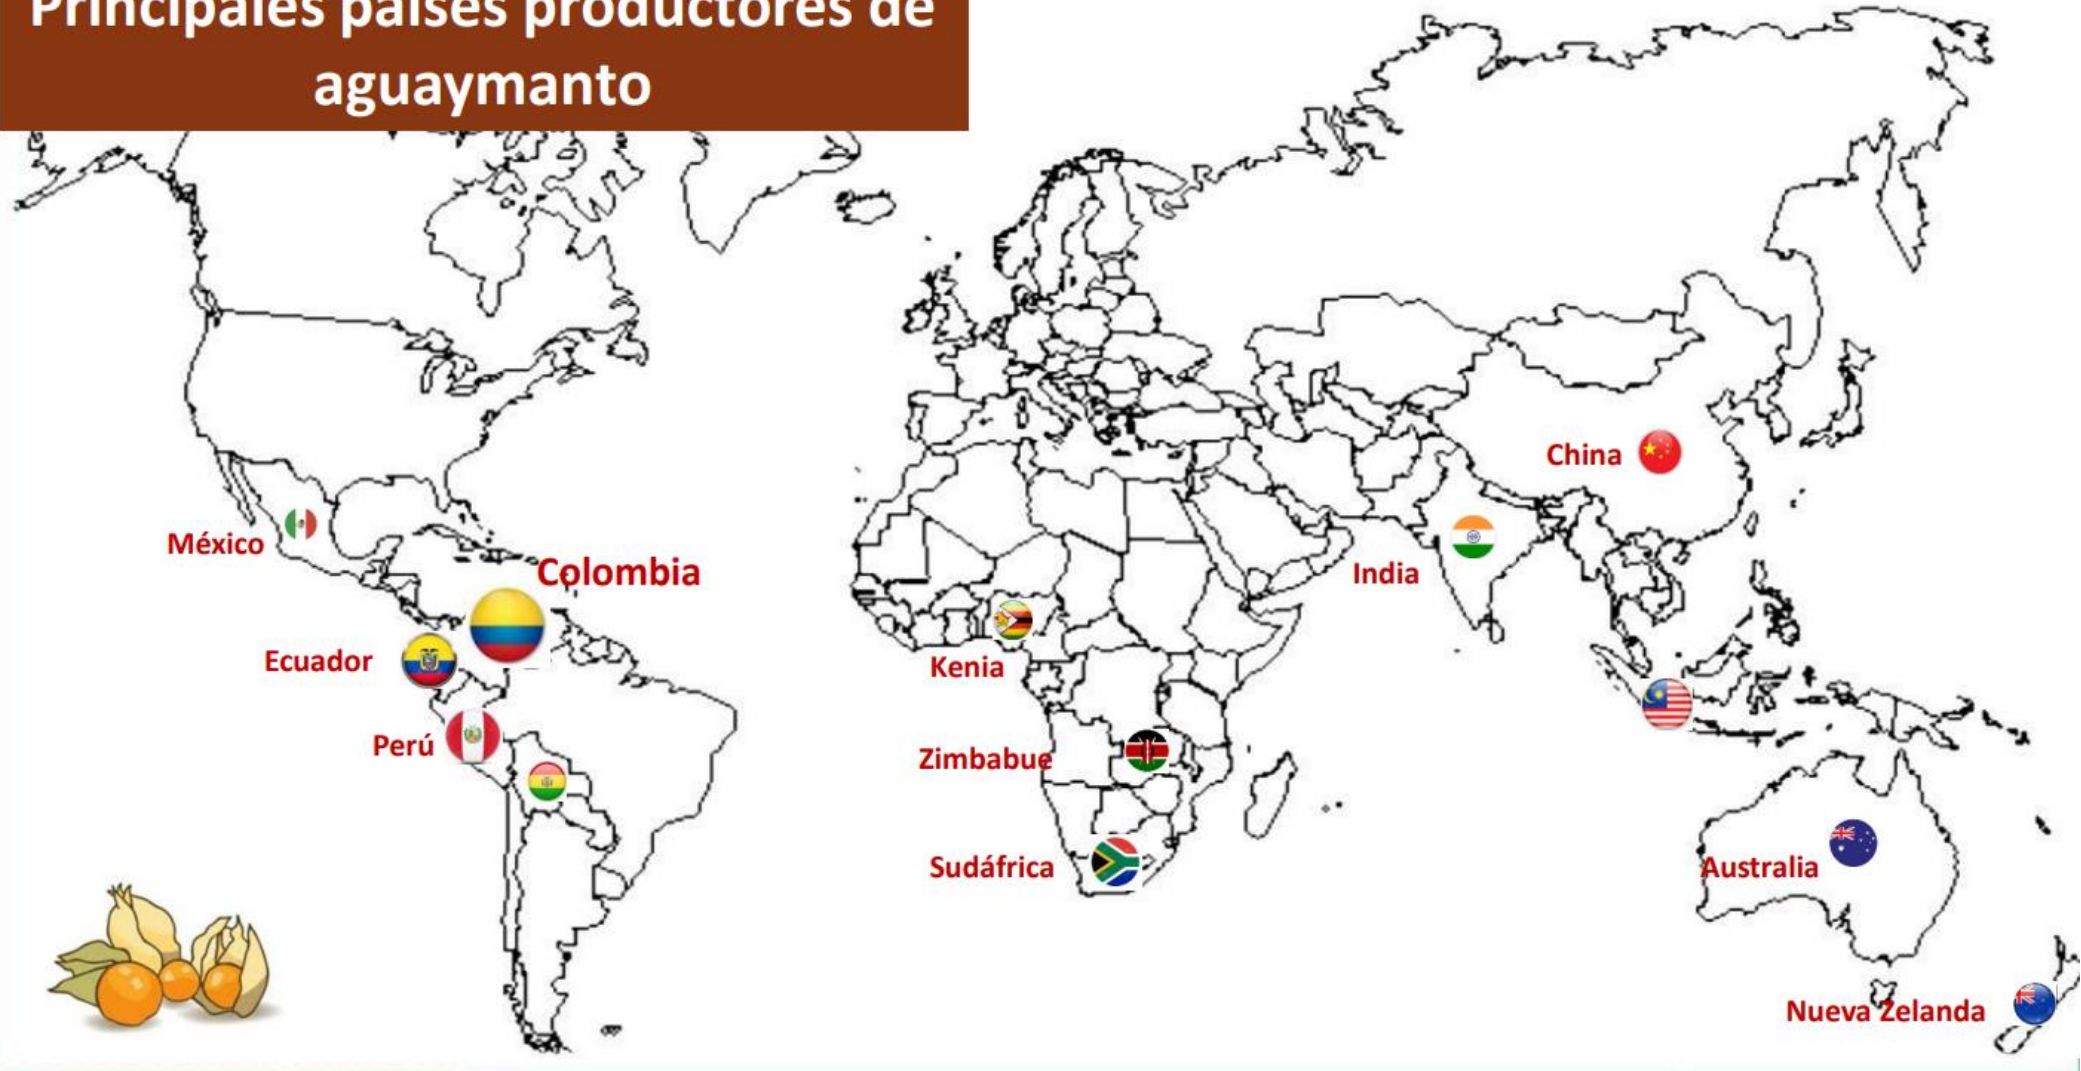 Principales países productores de
aguaymanto
China
México
Colombia
India
Ecuador
Kenia
Perú
Zimbabue
Sudáfrica
Australia
Nueva Zelanda